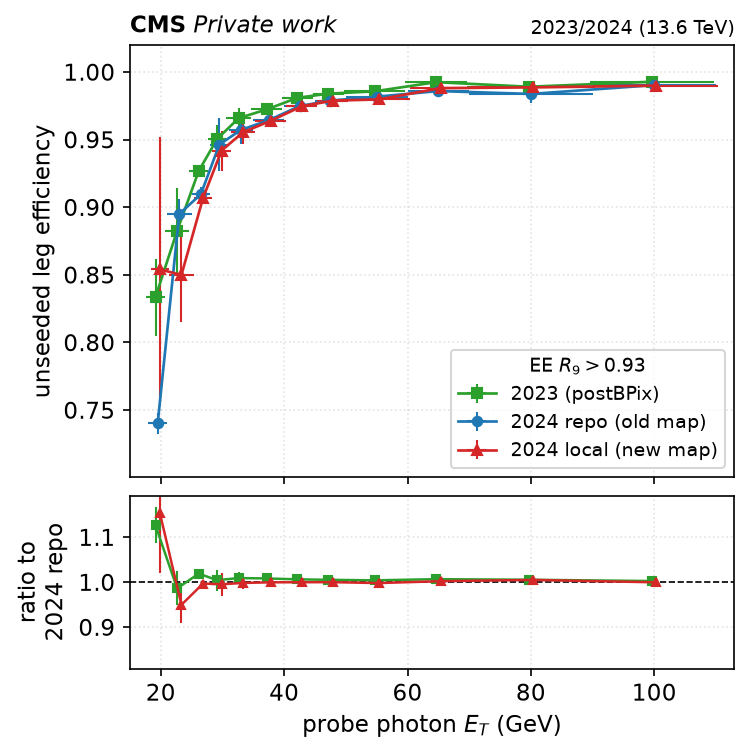 CMS Private work
2023/2024 (13.6 TeV)
1.00
0.95
0.90
0.85
0.80
0.75
unseeded leg efficiency
EE R₉ > 0.93
2023 (postBPix)
2024 repo (old map)
2024 local (new map)
1.1
1.0
0.9
ratio to
2024 repo
20 40 60 80 100
probe photon E_T (GeV)